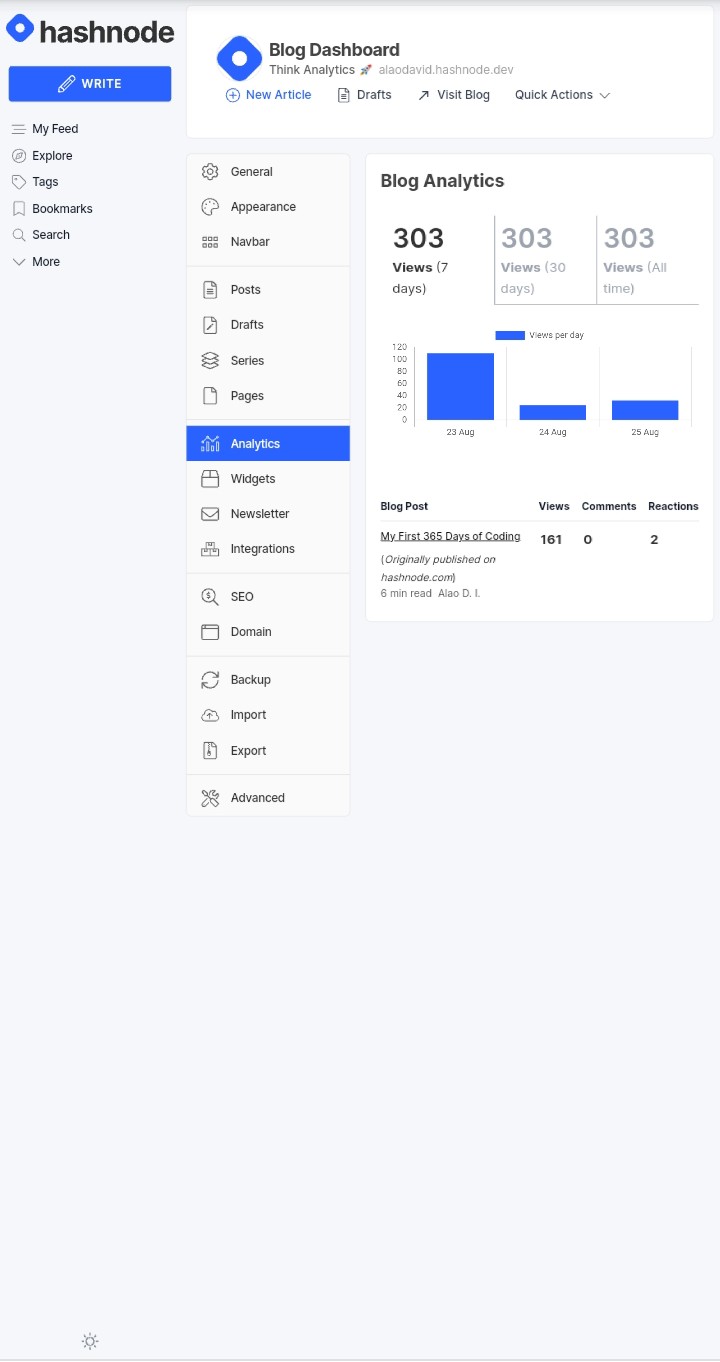 hashnode
WRITE
My Feed
Explore
Tags
Bookmarks
Search
More
Blog Dashboard
Think Analytics 🚀 alaodavid.hashnode.dev
New Article Drafts Visit Blog Quick Actions
General
Appearance
Navbar
Posts
Drafts
Series
Pages
Analytics
Widgets
Newsletter
Integrations
SEO
Domain
Backup
Import
Export
Advanced
Blog Analytics
303
Views (7
days)
303
Views (30
days)
303
Views (All
time)
Views per day
120
100
80
60
40
20
0
23 Aug 24 Aug 25 Aug
Blog Post Views Comments Reactions
My First 365 Days of Coding 161 0 2
(Originally published on
hashnode.com)
6 min read Alao D. I.